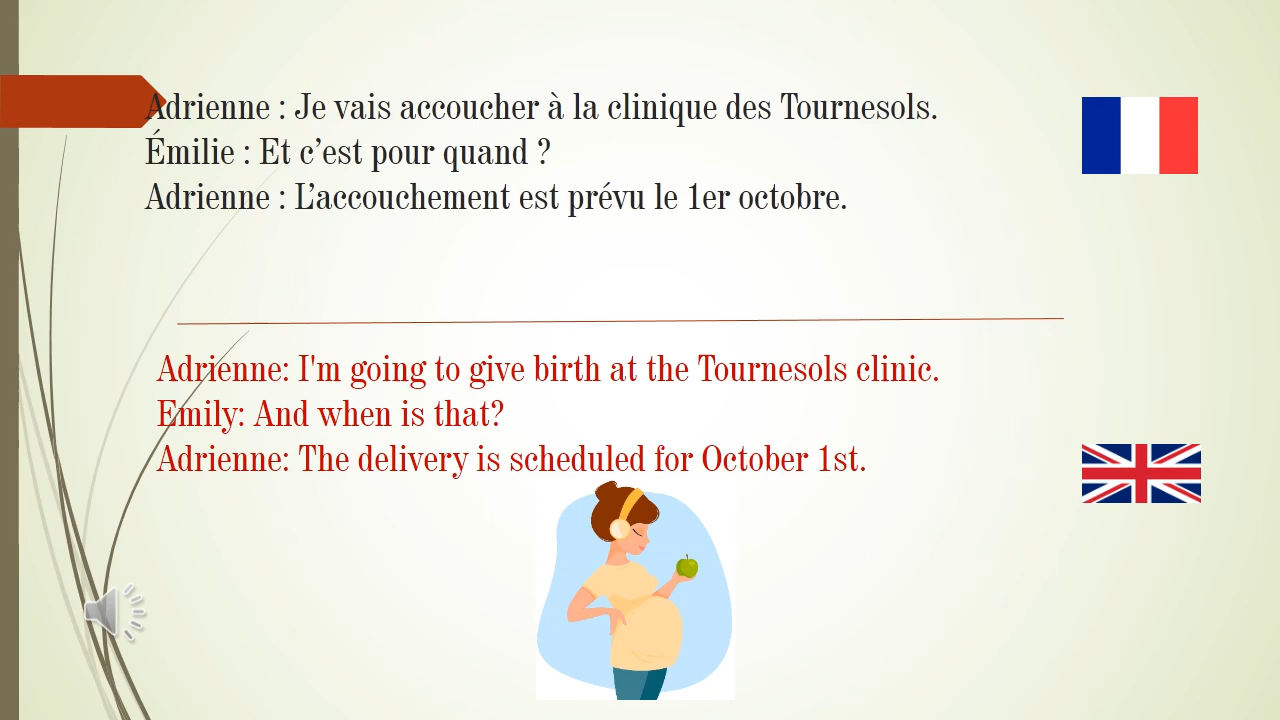 Adrienne : Je vais accoucher à la clinique des Tournesols.
Émilie : Et c’est pour quand ?
Adrienne : L’accouchement est prévu le 1er octobre.
Adrienne: I'm going to give birth at the Tournesols clinic.
Emily: And when is that?
Adrienne: The delivery is scheduled for October 1st.